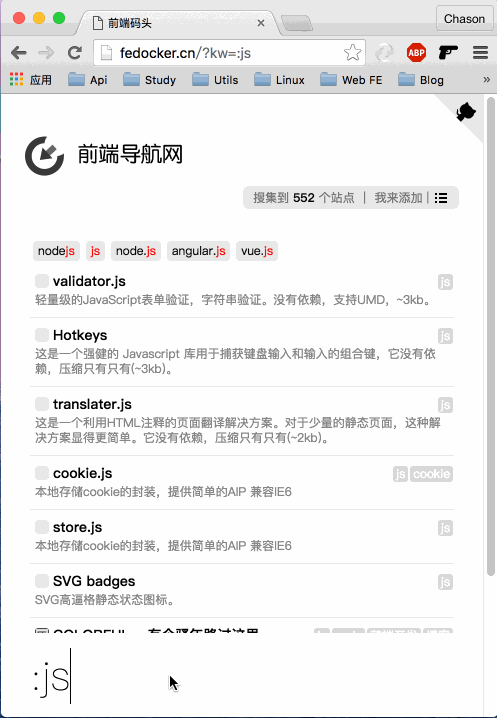 前端码头
Chason
fedocker.cn/?kw=:js
ABP
应用 Api Study Utils Linux Web FE Blog »
前端导航网
搜集到 552 个站点 | 我来添加 |
nodejs js node.js angular.js vue.js
validator.js js
轻量级的JavaScript表单验证，字符串验证。没有依赖，支持UMD，~3kb。
Hotkeys js
这是一个强健的 Javascript 库用于捕获键盘输入和输入的组合键，它没有依
赖，压缩只有只有(~3kb)。
translater.js js
这是一个利用HTML注释的页面翻译解决方案。对于少量的静态页面，这种解
决方案显得更简单。它没有依赖，压缩只有只有(~2kb)。
cookie.js js cookie
本地存储cookie的封装，提供简单的AIP 兼容IE6
store.js js
本地存储cookie的封装，提供简单的AIP 兼容IE6
SVG badges js
SVG高逼格静态状态图标。
:js